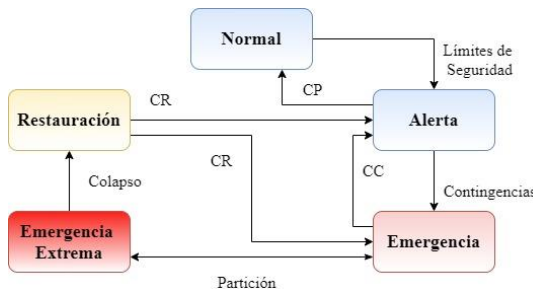 Normal
Límites de
Seguridad
CP
CR
Restauración
Alerta
CR
CC
Colapso
Contingencias
Emergencia
Extrema
Emergencia
Partición